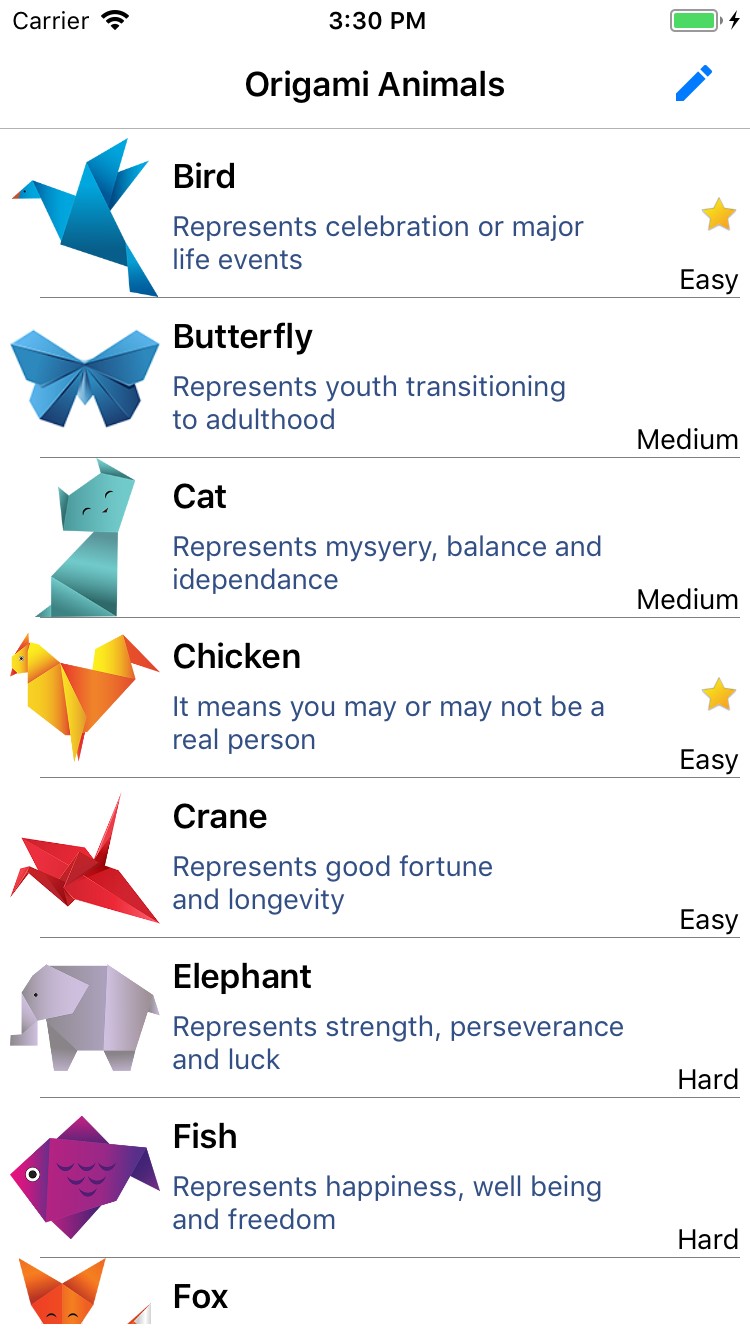 Carrier 3:30 PM
Origami Animals
Bird
Represents celebration or major
life events
Easy
Butterfly
Represents youth transitioning
to adulthood
Medium
Cat
Represents mysyery, balance and
idependance
Medium
Chicken
It means you may or may not be a
real person
Easy
Crane
Represents good fortune
and longevity
Easy
Elephant
Represents strength, perseverance
and luck
Hard
Fish
Represents happiness, well being
and freedom
Hard
Fox